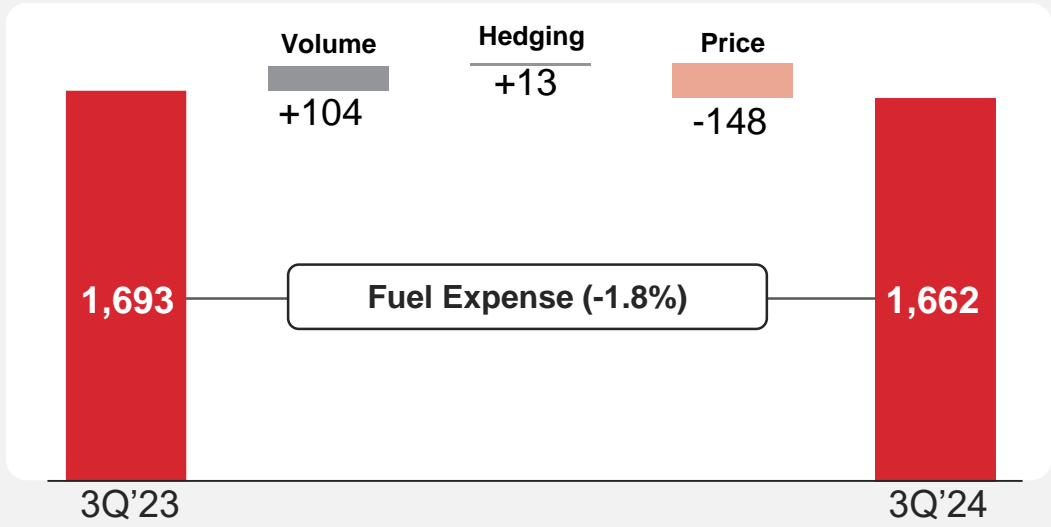 Volume
+104
Hedging
+13
Price
-148
1,693
Fuel Expense (-1.8%)
1,662
3Q’23
3Q’24